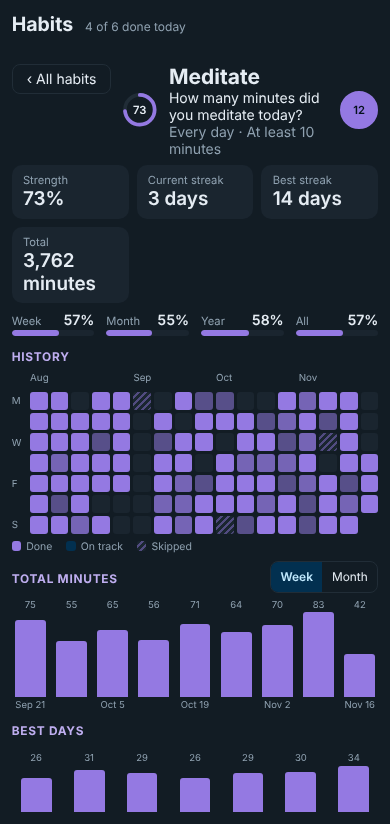 Habits 4 of 6 done today
‹ All habits
73
Meditate
How many minutes did
you meditate today?
Every day · At least 10
minutes
12
Strength
73%
Current streak
3 days
Best streak
14 days
Total
3,762
minutes
Week 57% Month 55% Year 58% All 57%
HISTORY
Aug Sep Oct Nov
M
W
F
S
Done On track Skipped
TOTAL MINUTES
Week Month
75 55 65 56 71 64 70 83 42
Sep 21 Oct 5 Oct 19 Nov 2 Nov 16
BEST DAYS
26 31 29 26 29 30 34